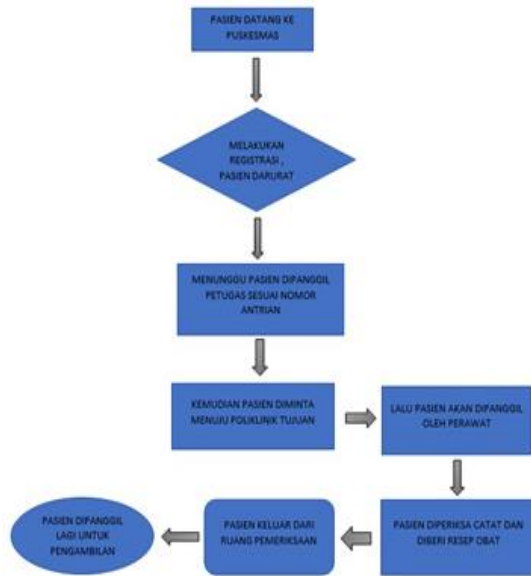 PASIEN DATANG KE
PUSKESMAS
MELAKUKAN
REGISTRASI ,
PASIEN DARURAT
MENUNGGU PASIEN DIPANGGIL
PETUGAS SESUAI NOMOR
ANTRIAN
KEMUDIAN PASIEN DIMINTA
MENUJU POLIKLINIK TUJUAN
LALU PASIEN AKAN DIPANGGIL
OLEH PERAWAT
PASIEN DIPERIKSA CATAT DAN
DIBERI RESEP OBAT
PASIEN KELUAR DARI
RUANG PEMERIKSAAN
PASIEN DIPANGGIL
LAGI UNTUK
PENGAMBILAN